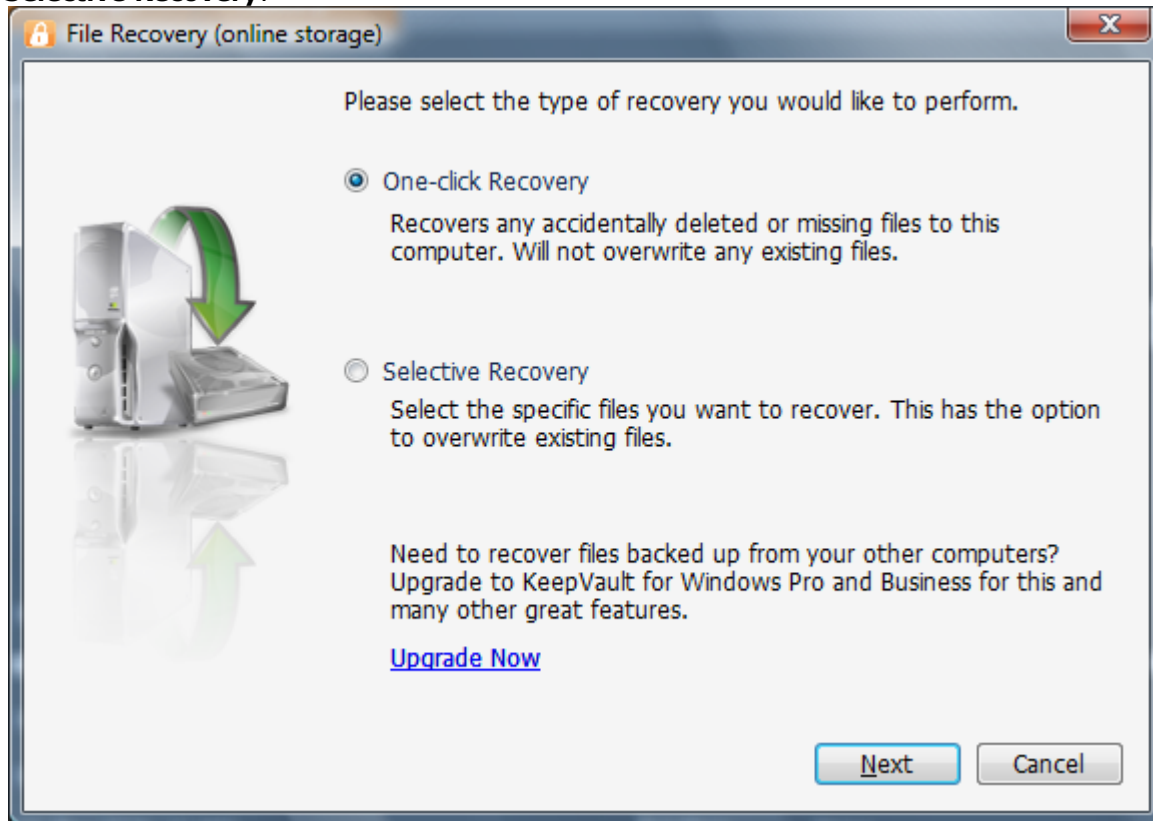 Selective Recovery.
File Recovery (online storage)
Please select the type of recovery you would like to perform.
One-click Recovery
Recovers any accidentally deleted or missing files to this
computer. Will not overwrite any existing files.
Selective Recovery
Select the specific files you want to recover. This has the option
to overwrite existing files.
Need to recover files backed up from your other computers?
Upgrade to KeepVault for Windows Pro and Business for this and
many other great features.
Upgrade Now
Next
Cancel